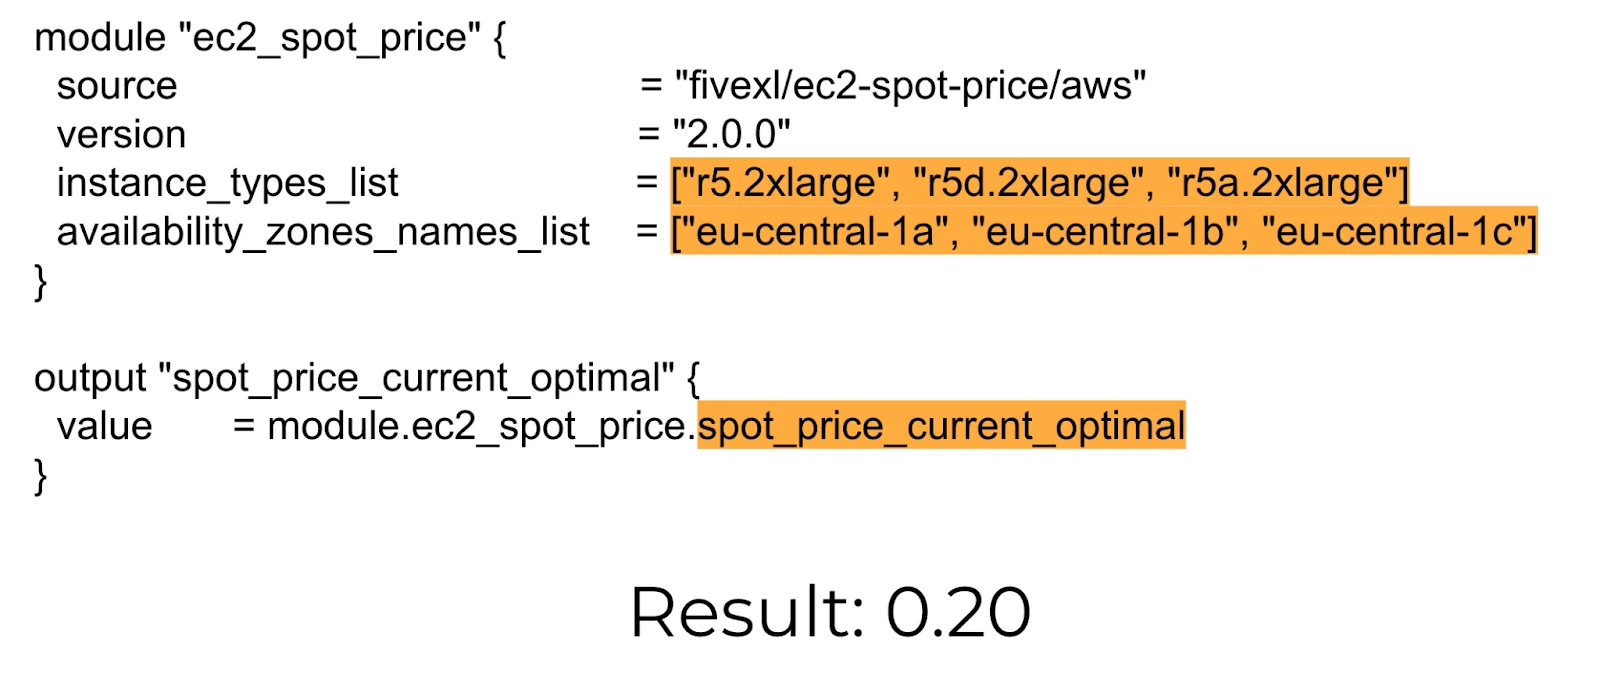 module "ec2_spot_price" {
source = "fivexl/ec2-spot-price/aws"
version = "2.0.0"
instance_types_list = ["r5.2xlarge", "r5d.2xlarge", "r5a.2xlarge"]
availability_zones_names_list = ["eu-central-1a", "eu-central-1b", "eu-central-1c"]
}
output "spot_price_current_optimal" {
value = module.ec2_spot_price.spot_price_current_optimal
}
Result: 0.20